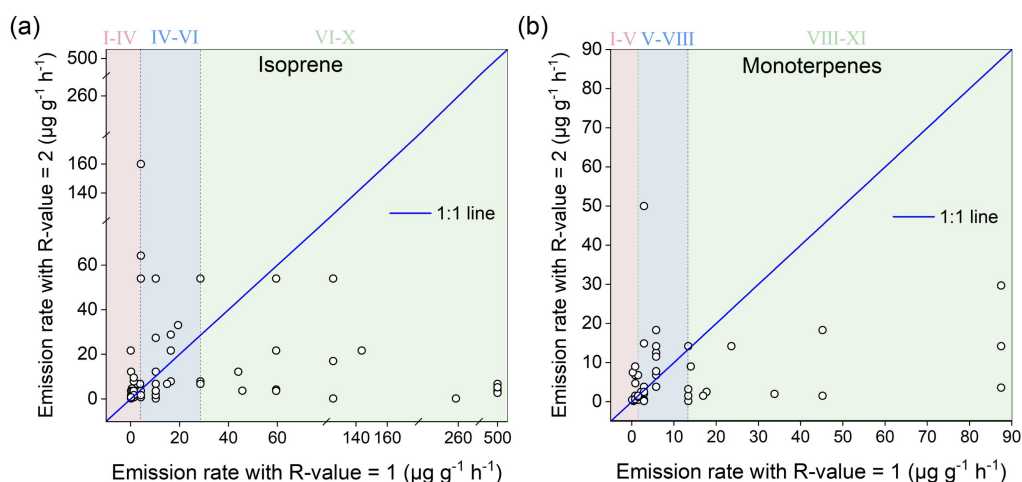 (a)
I-IV IV-VI VI-X
Isoprene
Emission rate with R-value = 2 (µg g⁻¹ h⁻¹)
500
260
160
140
60
40
20
0
1:1 line
0 20 40 60 140 160 260 500
Emission rate with R-value = 1 (µg g⁻¹ h⁻¹)
(b)
I-V V-VIII VIII-XI
Monoterpenes
Emission rate with R-value = 2 (µg g⁻¹ h⁻¹)
90
80
70
60
50
40
30
20
10
0
1:1 line
0 10 20 30 40 50 60 70 80 90
Emission rate with R-value = 1 (µg g⁻¹ h⁻¹)